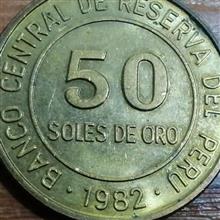 BANCO CENTRAL DE RESERVA DEL PERU
50
SOLES DE ORO
· 1982 ·